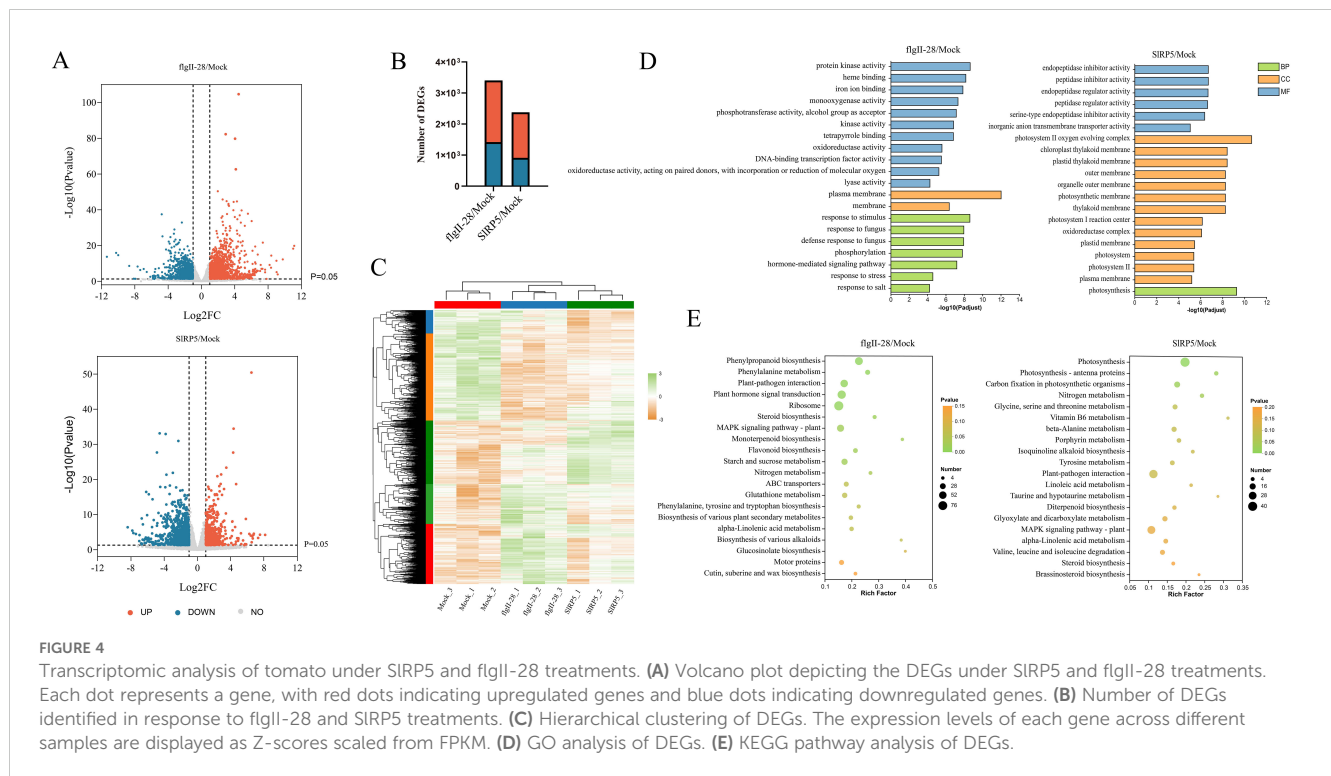 A
flgII-28/Mock
-Log10(Pvalue)
100
80
60
40
20
0
-12
-8
-4
0
4
8
12
P=0.05
Log2FC
SlRP5/Mock
-Log10(Pvalue)
50
40
30
20
10
0
-12
-8
-4
0
4
8
12
P=0.05
Log2FC
UP
DOWN
NO
B
Number of DEGs
4×10³
3×10³
2×10³
1×10³
0
flgII-28/Mock
SlRP5/Mock
C
3
0
-3
Mock_3
Mock_1
Mock_2
flgII-28_1
flgII-28_2
flgII-28_3
SlRP5_1
SlRP5_2
SlRP5_3
D
flgII-28/Mock
protein kinase activity
heme binding
iron ion binding
monooxygenase activity
phosphotransferase activity, alcohol group as acceptor
kinase activity
tetrapyrrole binding
oxidoreductase activity
DNA-binding transcription factor activity
oxidoreductase activity, acting on paired donors, with incorporation or reduction of molecular oxygen
lyase activity
plasma membrane
membrane
response to stimulus
response to fungus
defense response to fungus
phosphorylation
hormone-mediated signaling pathway
response to stress
response to salt
0
2
4
6
8
10
12
14
-log10(Padjust)
SlRP5/Mock
endopeptidase inhibitor activity
peptidase inhibitor activity
endopeptidase regulator activity
peptidase regulator activity
serine-type endopeptidase inhibitor activity
inorganic anion transmembrane transporter activity
photosystem II oxygen evolving complex
chloroplast thylakoid membrane
plastid thylakoid membrane
outer membrane
organelle outer membrane
photosynthetic membrane
thylakoid membrane
photosystem I reaction center
oxidoreductase complex
plastid membrane
photosystem
photosystem II
plasma membrane
photosynthesis
0
2
4
6
8
10
12
-log10(Padjust)
BP
CC
MF
E
flgII-28/Mock
Phenylpropanoid biosynthesis
Phenylalanine metabolism
Plant-pathogen interaction
Plant hormone signal transduction
Ribosome
Steroid biosynthesis
MAPK signaling pathway - plant
Monoterpenoid biosynthesis
Flavonoid biosynthesis
Starch and sucrose metabolism
Nitrogen metabolism
ABC transporters
Glutathione metabolism
Phenylalanine, tyrosine and tryptophan biosynthesis
Biosynthesis of various plant secondary metabolites
alpha-Linolenic acid metabolism
Biosynthesis of various alkaloids
Glucosinolate biosynthesis
Motor proteins
Cutin, suberine and wax biosynthesis
0.1
0.2
0.3
0.4
0.5
Rich Factor
Pvalue
0.15
0.10
0.05
0.00
Number
4
28
52
76
SlRP5/Mock
Photosynthesis
Photosynthesis - antenna proteins
Carbon fixation in photosynthetic organisms
Nitrogen metabolism
Glycine, serine and threonine metabolism
Vitamin B6 metabolism
beta-Alanine metabolism
Porphyrin metabolism
Isoquinoline alkaloid biosynthesis
Tyrosine metabolism
Plant-pathogen interaction
Linoleic acid metabolism
Taurine and hypotaurine metabolism
Diterpenoid biosynthesis
Glyoxylate and dicarboxylate metabolism
MAPK signaling pathway - plant
alpha-Linolenic acid metabolism
Valine, leucine and isoleucine degradation
Steroid biosynthesis
Brassinosteroid biosynthesis
0.05
0.1
0.15
0.2
0.25
0.3
0.35
Rich Factor
Pvalue
0.20
0.15
0.10
0.05
0.00
Number
4
16
28
40
FIGURE 4
Transcriptomic analysis of tomato under SlRP5 and flgII-28 treatments. (A) Volcano plot depicting the DEGs under SlRP5 and flgII-28 treatments.
Each dot represents a gene, with red dots indicating upregulated genes and blue dots indicating downregulated genes. (B) Number of DEGs
identified in response to flgII-28 and SlRP5 treatments. (C) Hierarchical clustering of DEGs. The expression levels of each gene across different
samples are displayed as Z-scores scaled from FPKM. (D) GO analysis of DEGs. (E) KEGG pathway analysis of DEGs.